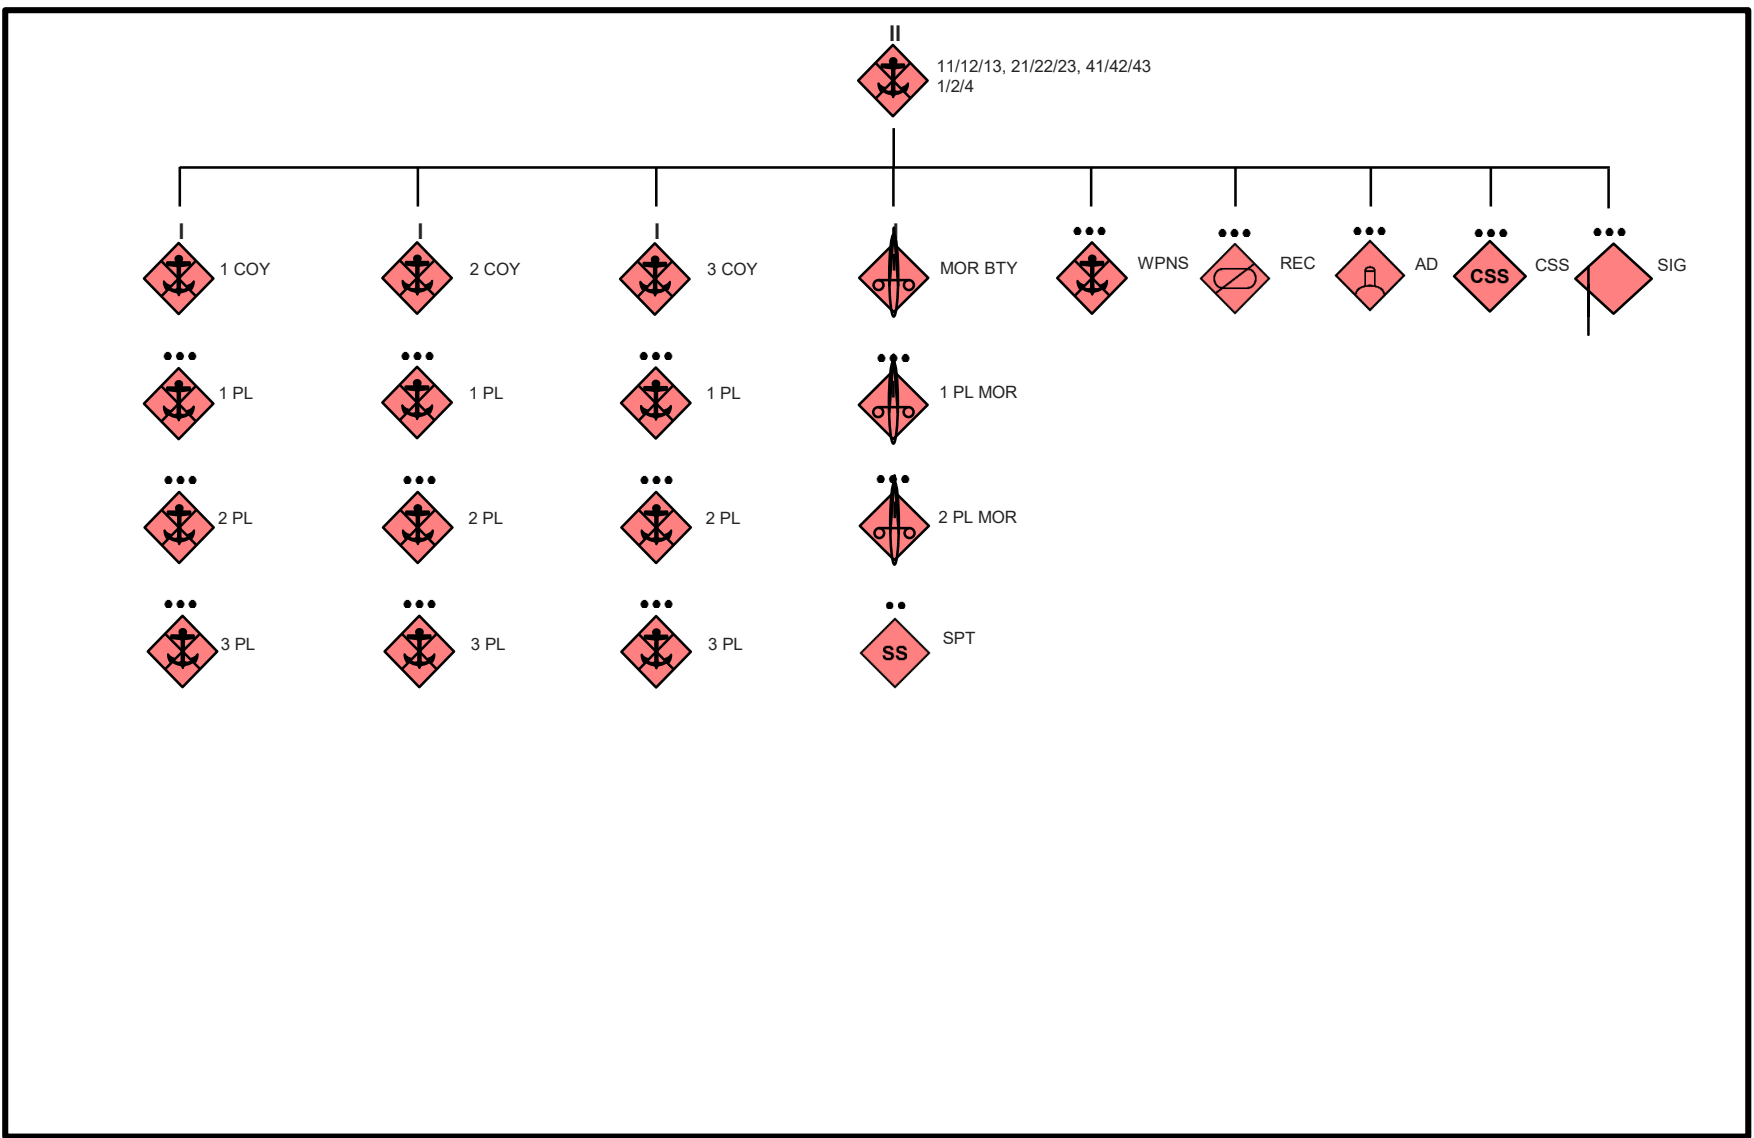 11/12/13, 21/22/23, 41/42/43
1/2/4
1 COY
2 COY
3 COY
MOR BTY
WPNS
REC
AD
CSS
CSS
SIG
1 PL
1 PL
1 PL
1 PL MOR
2 PL
2 PL
2 PL
2 PL MOR
3 PL
3 PL
3 PL
SS
SPT